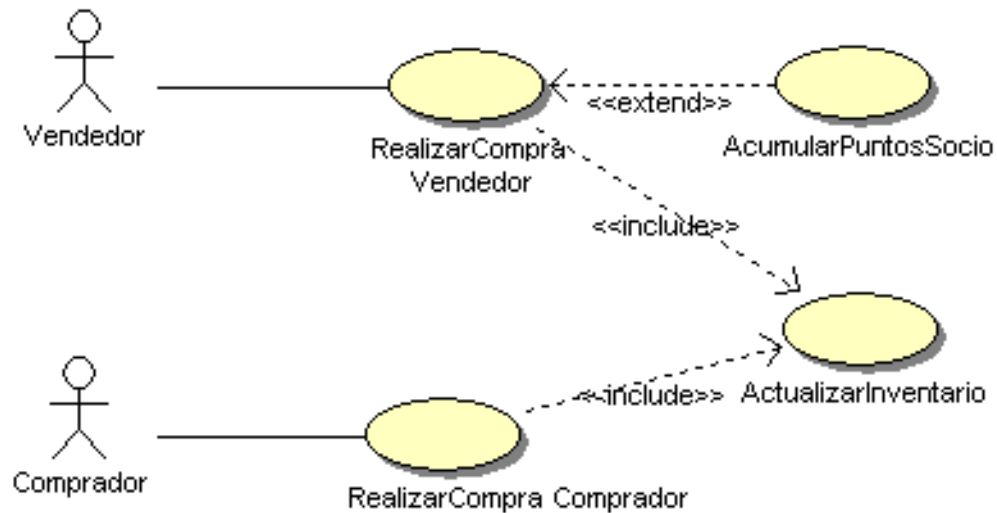 <<extend>>
Vendedor
RealizarCompra
Vendedor
AcumularPuntosSocio
<<include>>
<<include>>
ActualizarInventario
Comprador
RealizarCompra Comprador